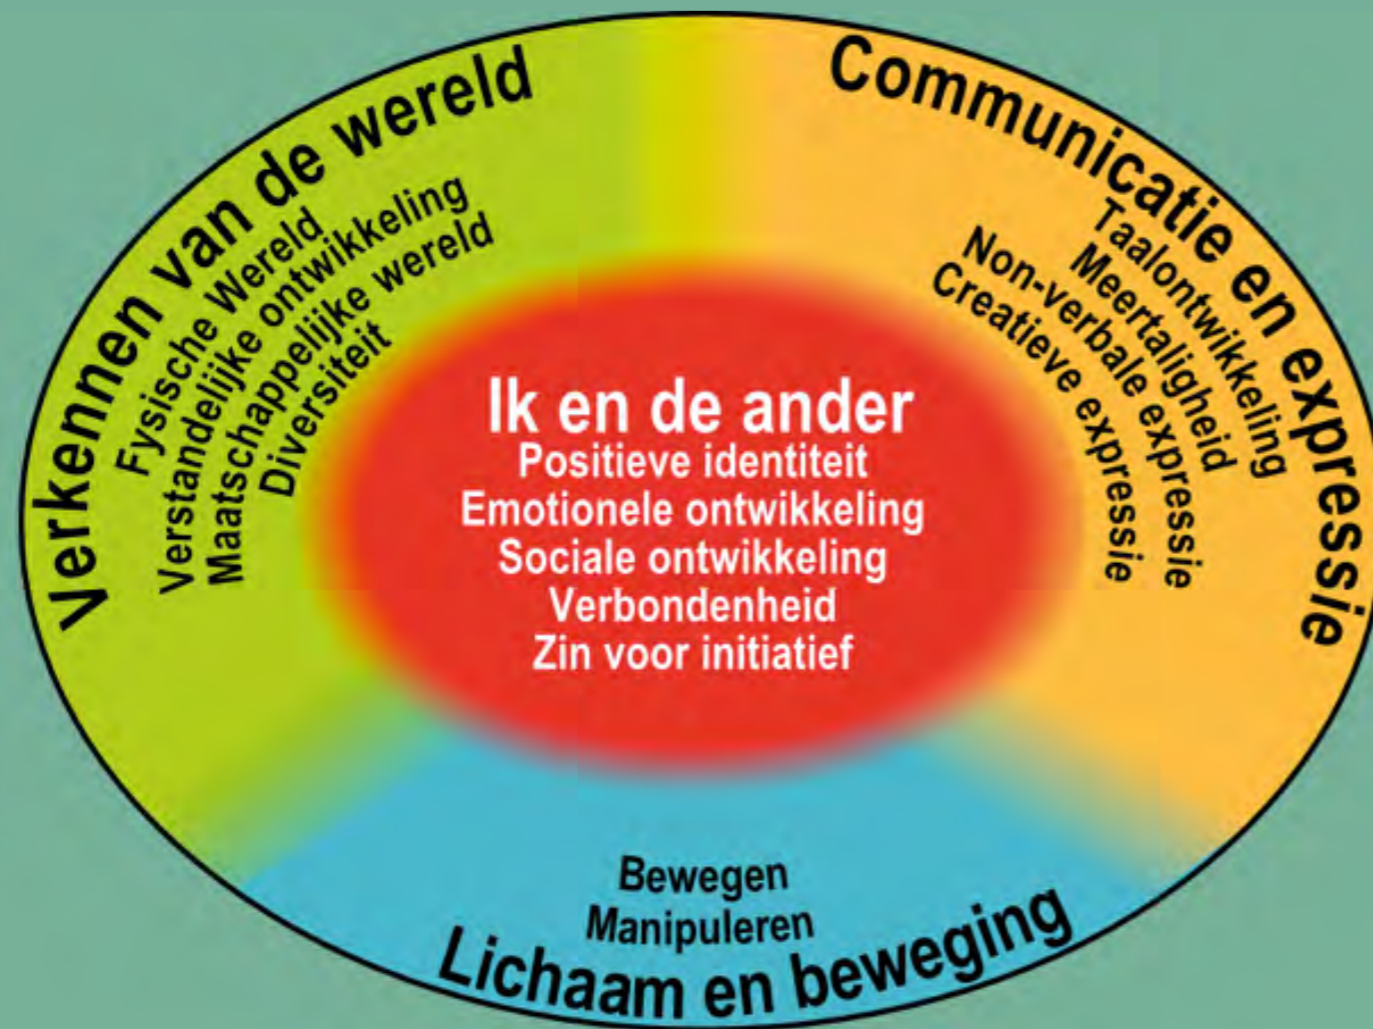 Verkennen van de wereld
Fysische Wereld
Verstandelijke ontwikkeling
Maatschappelijke wereld
Diversiteit
Communicatie en expressie
Taalontwikkeling
Meertaligheid
Non-verbale expressie
Creatieve expressie
Ik en de ander
Positieve identiteit
Emotionele ontwikkeling
Sociale ontwikkeling
Verbondenheid
Zin voor initiatief
Bewegen
Manipuleren
Lichaam en beweging